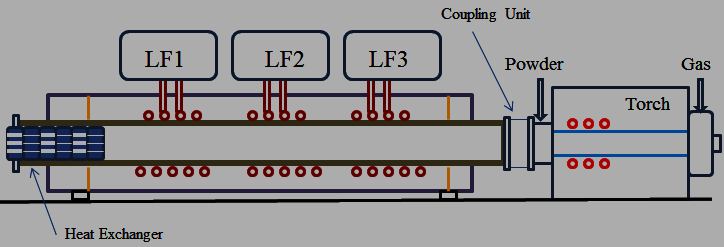 Coupling Unit
LF1
LF2
LF3
Powder
Gas
Torch
Heat Exchanger